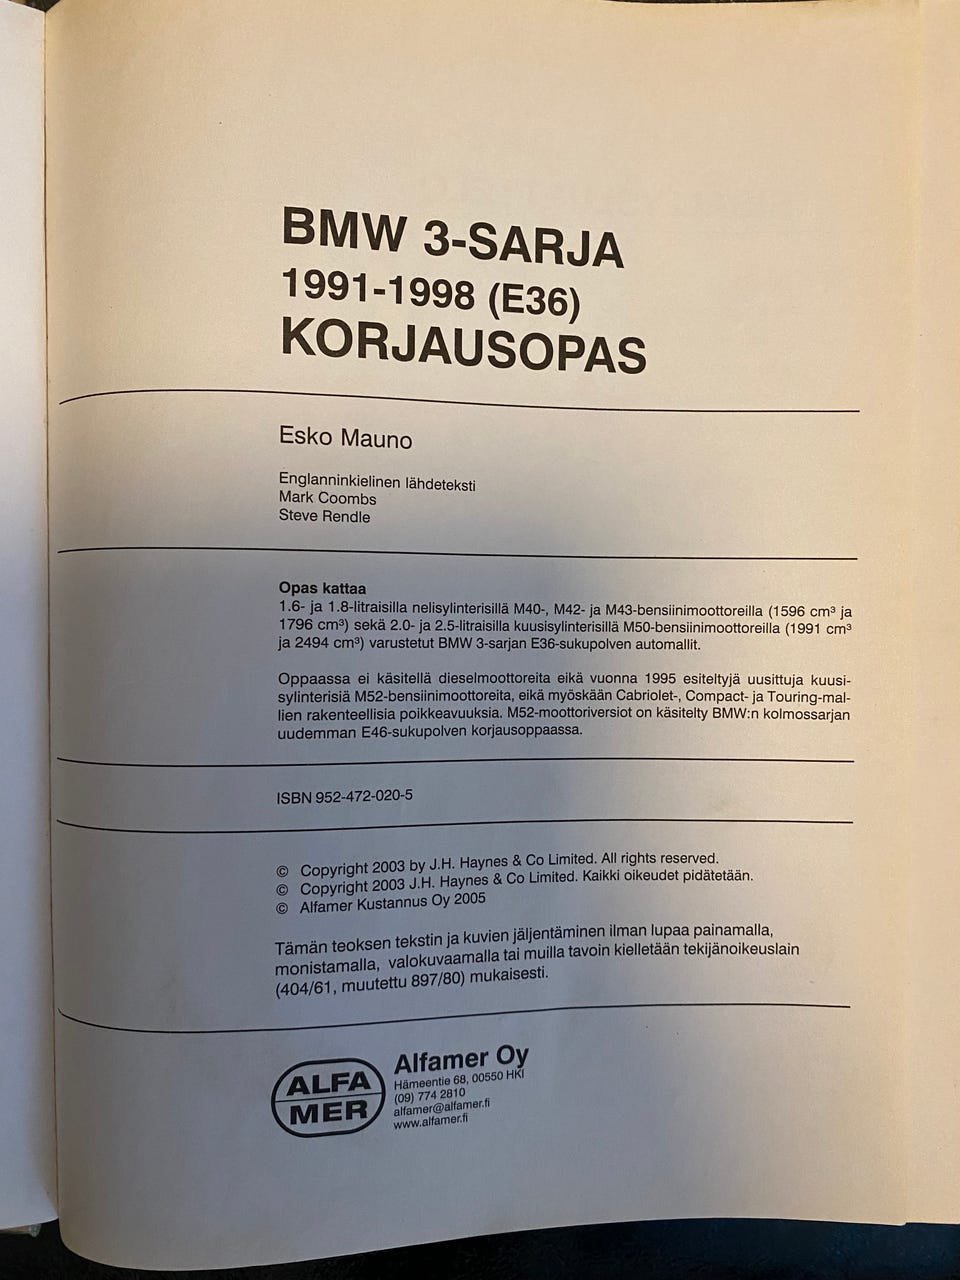 BMW 3-SARJA
1991-1998 (E36)
KORJAUSOPAS
Esko Mauno
Englanninkielinen lähdeteksti
Mark Coombs
Steve Rendle
Opas kattaa
1.6- ja 1.8-litraisilla nelisylinterisillä M40-, M42- ja M43-bensiinimoottoreilla (1596 cm³ ja
1796 cm³) sekä 2.0- ja 2.5-litraisilla kuusisylinterisillä M50-bensiinimoottoreilla (1991 cm³
ja 2494 cm³) varustetut BMW 3-sarjan E36-sukupolven automallit.
Oppaassa ei käsitellä dieselmoottoreita eikä vuonna 1995 esiteltyjä uusittuja kuusi-
sylinterisiä M52-bensiinimoottoreita, eikä myöskään Cabriolet-, Compact- ja Touring-mal-
lien rakenteellisia poikkeavuuksia. M52-moottoriversiot on käsitelty BMW:n kolmossarjan
uudemman E46-sukupolven korjausoppaassa.
ISBN 952-472-020-5
© Copyright 2003 by J.H. Haynes & Co Limited. All rights reserved.
© Copyright 2003 J.H. Haynes & Co Limited. Kaikki oikeudet pidätetään.
© Alfamer Kustannus Oy 2005
Tämän teoksen tekstin ja kuvien jäljentäminen ilman lupaa painamalla,
monistamalla, valokuvaamalla tai muilla tavoin kielletään tekijänoikeuslain
(404/61, muutettu 897/80) mukaisesti.
ALFA
MER
Alfamer Oy
Hämeentie 68, 00550 HKI
(09) 774 2810
alfamer@alfamer.fi
www.alfamer.fi